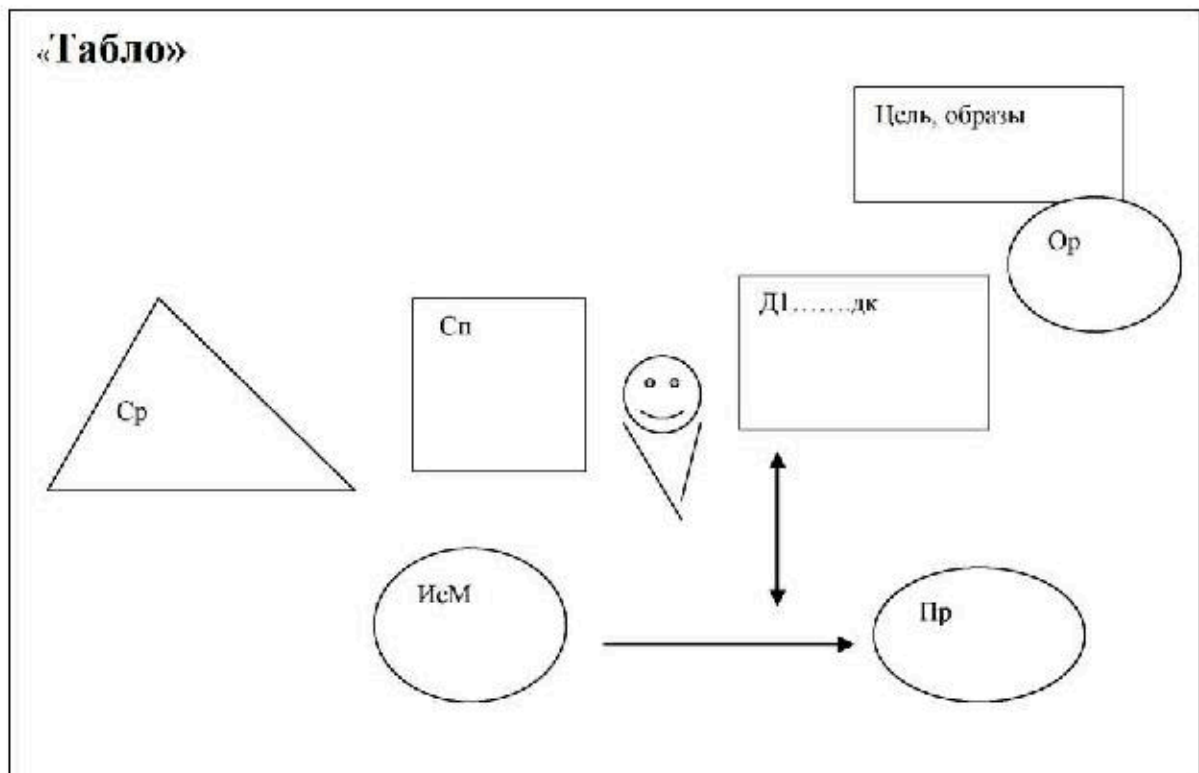 «Табло»
Цель, образы
Ор
Д1.......дк
Сп
Ср
ИсМ
Пр